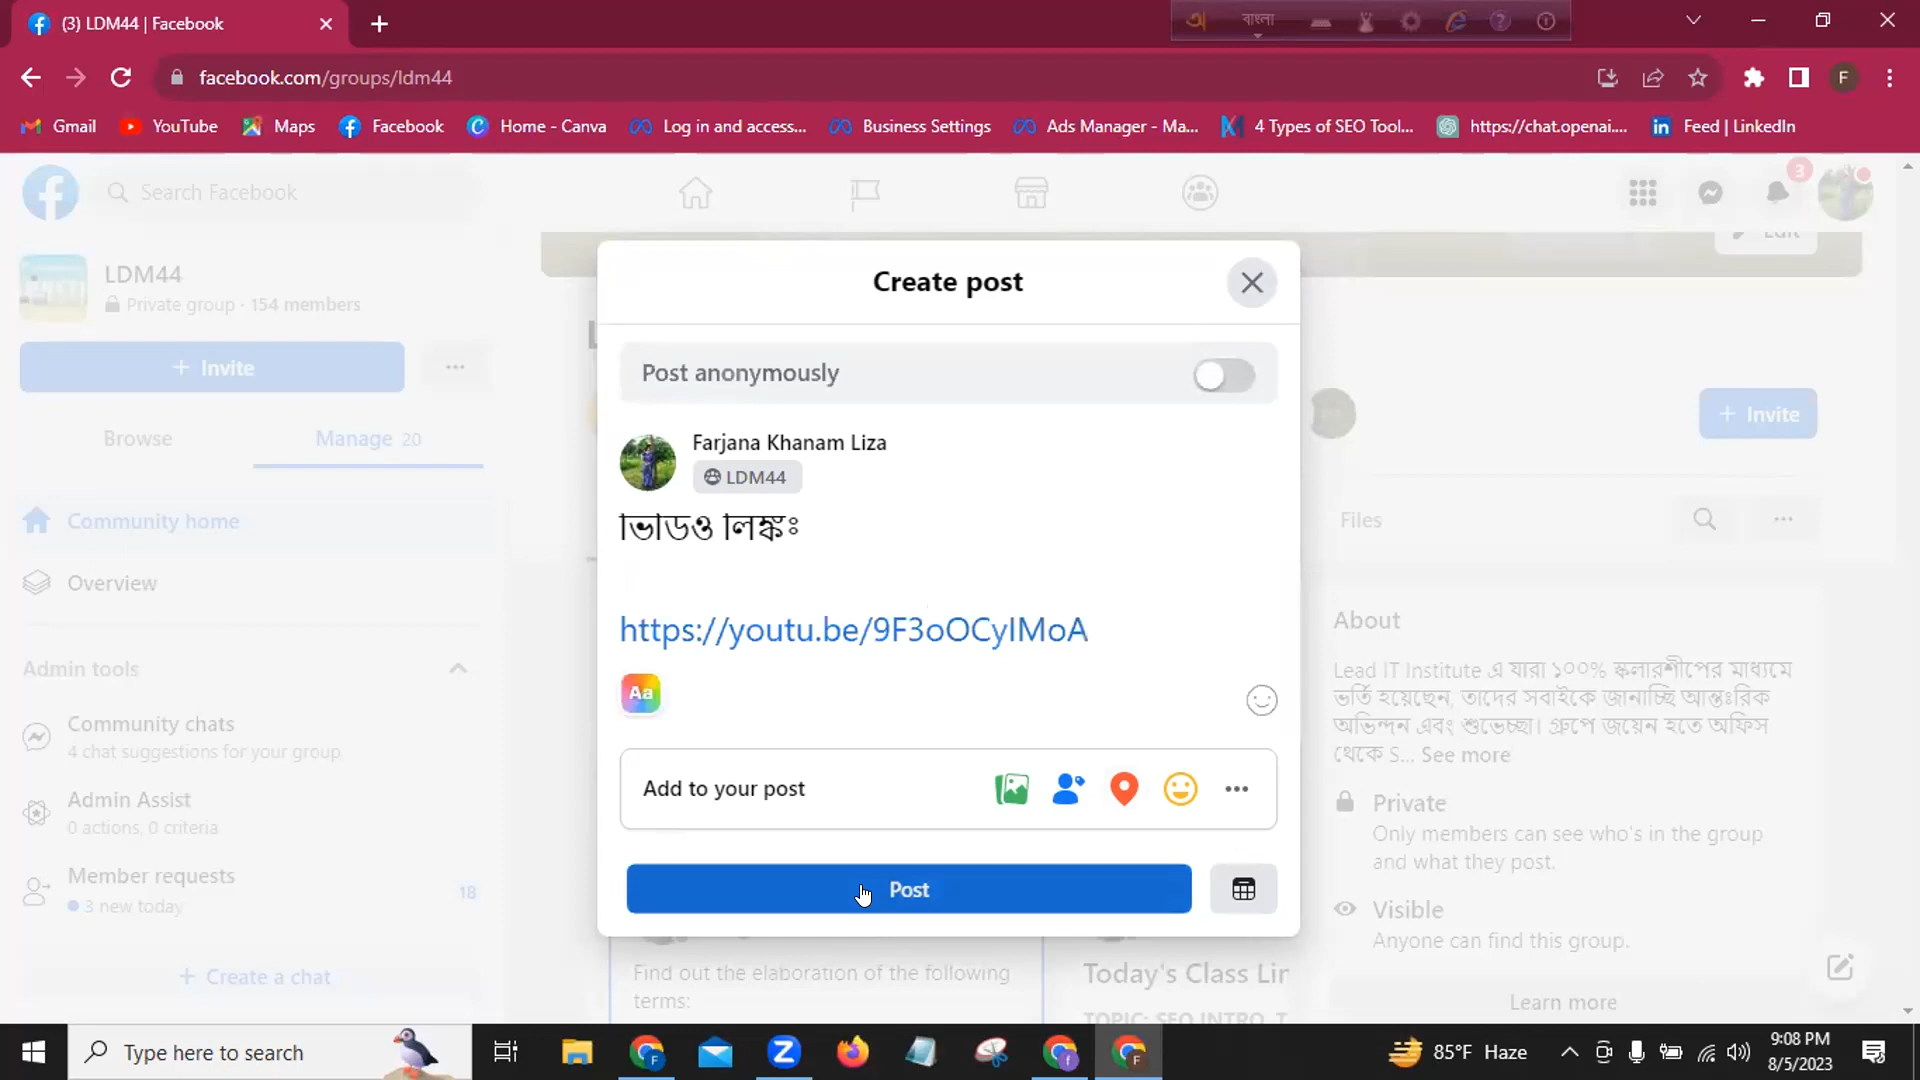 (3) LDM44 | Facebook
বাংলা
facebook.com/groups/ldm44
Gmail
YouTube
Maps
Facebook
Home - Canva
Log in and access...
Business Settings
Ads Manager - Ma...
4 Types of SEO Tool...
https://chat.openai....
Feed | LinkedIn
F
Search Facebook
3
Edit
LDM44
Private group · 154 members
+ Invite
Browse
Manage 20
Community home
Overview
Admin tools
Community chats
4 chat suggestions for your group
Admin Assist
0 actions, 0 criteria
Member requests
18
3 new today
+ Create a chat
Create post
Post anonymously
Farjana Khanam Liza
LDM44
ভিডিও লিঙ্কঃ
https://youtu.be/9F3oOCyIMoA
Aa
Add to your post
Post
Find out the elaboration of the following
terms:
Today's Class Lin
TOPIC: SEO INTRO, T
+ Invite
Files
About
Lead IT Institute এ যারা ১০০% স্কলারশীপের মাধ্যমে
ভর্তি হয়েছেন, তাদের সবাইকে জানাচ্ছি আন্তঃরিক
অভিন্দন এবং শুভেচ্ছা। গ্রুপে জয়েন হতে অফিস
থেকে S... See more
Private
Only members can see who's in the group
and what they post.
Visible
Anyone can find this group.
Learn more
Type here to search
85°F Haze
9:08 PM
8/5/2023